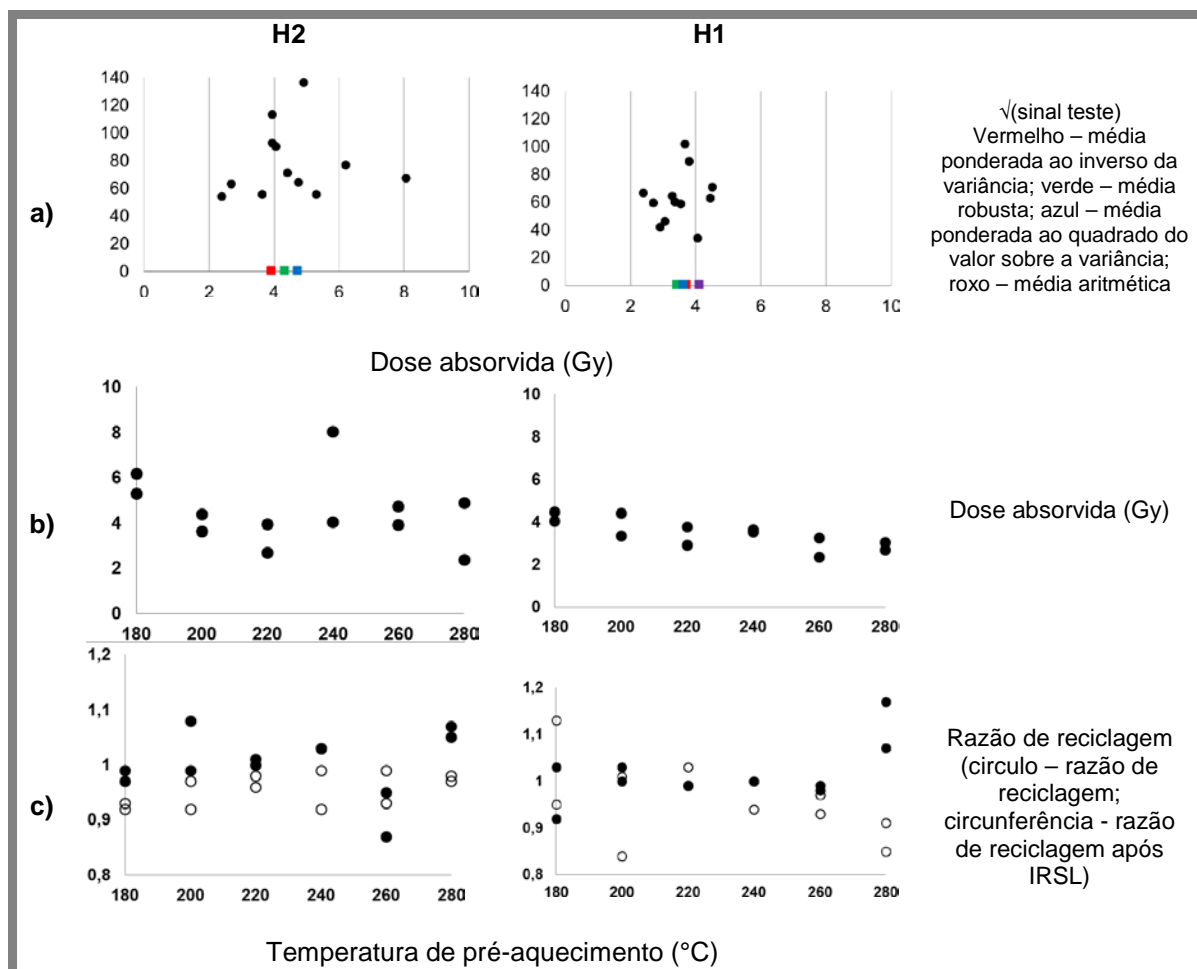 H2 H1
a)
140
120
100
80
60
40
20
0
0 2 4 6 8 10
140
120
100
80
60
40
20
0
0 2 4 6 8 10
√(sinal teste)
Vermelho – média
ponderada ao inverso da
variância; verde – média
robusta; azul – média
ponderada ao quadrado do
valor sobre a variância;
roxo – média aritmética
Dose absorvida (Gy)
b)
10
8
6
4
2
0
180 200 220 240 260 280
10
8
6
4
2
0
180 200 220 240 260 280
Dose absorvida (Gy)
c)
1,2
1,1
1
0,9
0,8
180 200 220 240 260 280
1,2
1,1
1
0,9
0,8
180 200 220 240 260 280
Razão de reciclagem
(circulo – razão de
reciclagem;
circunferência - razão
de reciclagem após
IRSL)
Temperatura de pré-aquecimento (°C)